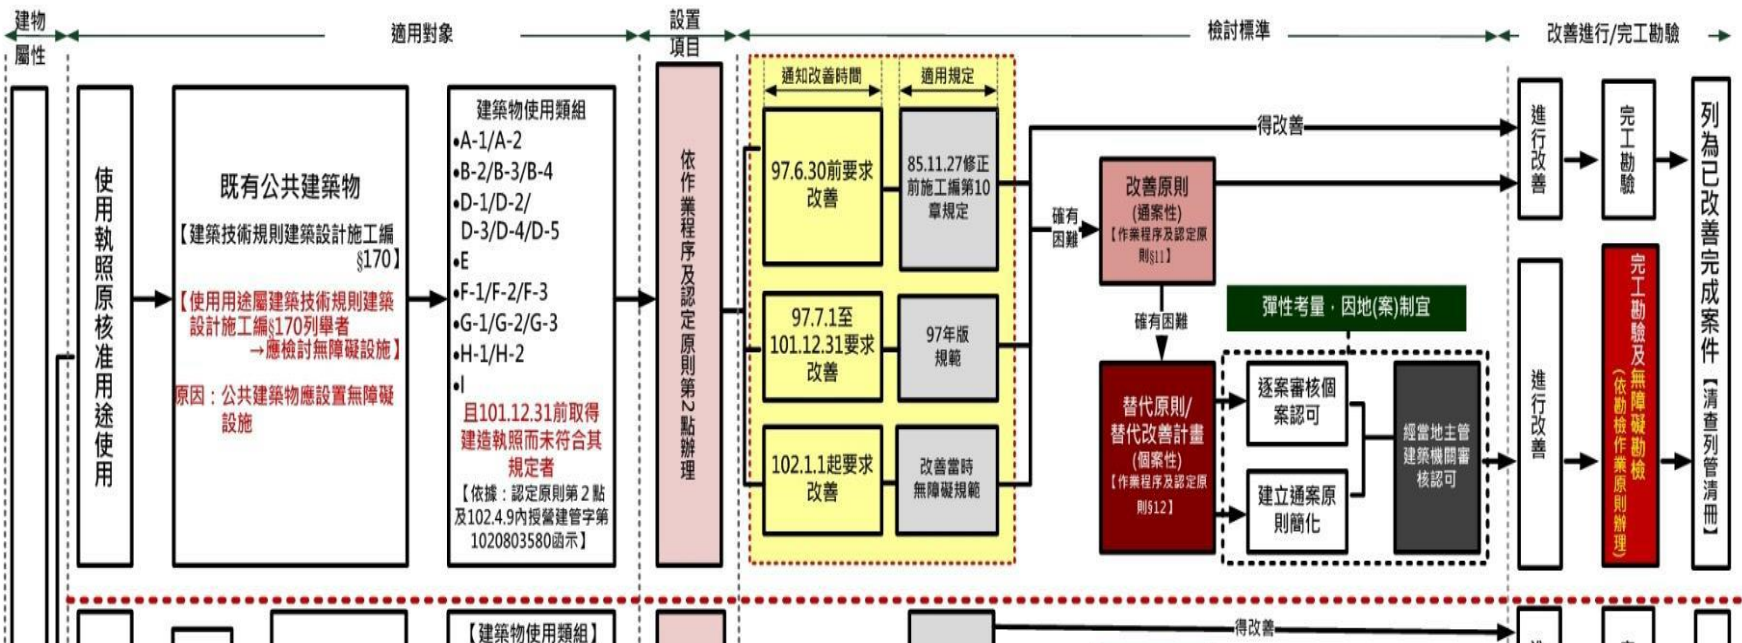 建物
屬性
適用對象
設置
項目
檢討標準
改善進行/完工勘驗
使用執照原核准用途使用
既有公共建築物
【建築技術規則建築設計施工編
§170】
【使用用途屬建築技術規則建築
設計施工編§170列舉者
→應檢討無障礙設施】
原因：公共建築物應設置無障礙
設施
建築物使用類組
•A-1/A-2
•B-2/B-3/B-4
•D-1/D-2/
D-3/D-4/D-5
•E
•F-1/F-2/F-3
•G-1/G-2/G-3
•H-1/H-2
•I
且101.12.31前取得
建造執照而未符合其
規定者
【依據：認定原則第２點
及102.4.9內授營建管字第
1020803580函示】
依作業程序及認定原則第2點辦理
通知改善時間
適用規定
97.6.30前要求
改善
85.11.27修正
前施工編第10
章規定
97.7.1至
101.12.31要求
改善
97年版
規範
102.1.1起要求
改善
改善當時
無障礙規範
得改善
確有
困難
改善原則
(通案性)
【作業程序及認定原
則§11】
確有困難
替代原則/
替代改善計畫
(個案性)
【作業程序及認定原
則§12】
彈性考量，因地(案)制宜
逐案審核個
案認可
建立通案原
則簡化
經當地主管
建築機關審
核認可
進行改善
完工勘驗
進行改善
完工勘驗及無障礙勘檢
(依勘檢作業原則辦理)
列為已改善完成案件【清查列管清冊】
【建築物使用類組】
得改善